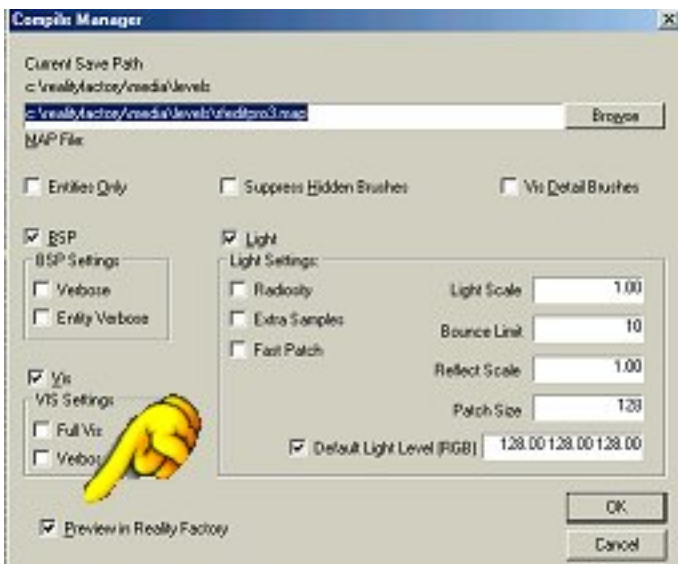 Compile Manager
Current Save Path
c:\realityfactory\media\levels
c:\realityfactory\media\levels\rfeditpro3.map
Browse
MAP File:
Entities Only
Suppress Hidden Brushes
Vis Detail Brushes
BSP
Light
BSP Settings
Light Settings:
Verbose
Radiosity
Light Scale
1.00
Entity Verbose
Extra Samples
Bounce Limit
10
Fast Patch
Reflect Scale
1.00
Vis
VIS Settings
Patch Size
128
Full Vis
Default Light Level (RGB)
128.00 128.00 128.00
Verbos
Preview in Reality Factory
OK
Cancel